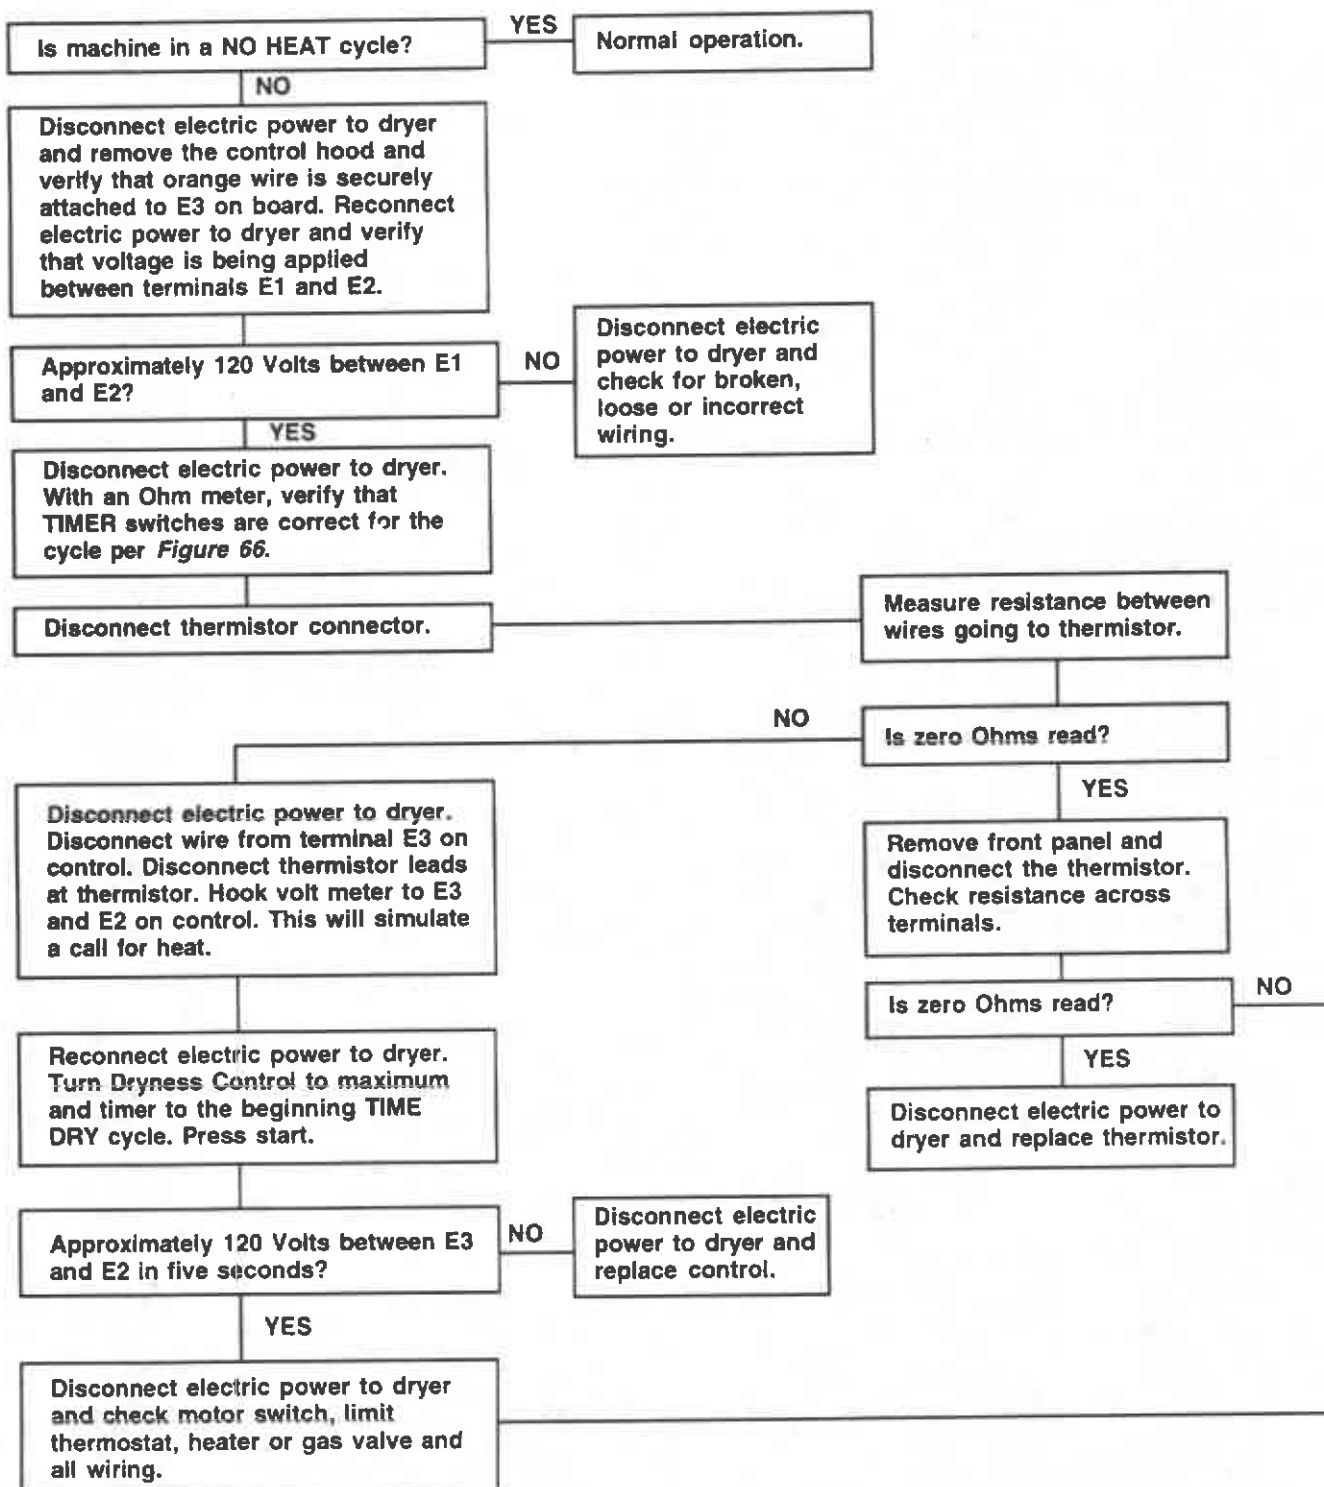 Is machine in a NO HEAT cycle?
YES
Normal operation.
NO
Disconnect electric power to dryer
and remove the control hood and
verify that orange wire is securely
attached to E3 on board. Reconnect
electric power to dryer and verify
that voltage is being applied
between terminals E1 and E2.
Approximately 120 Volts between E1
and E2?
NO
Disconnect electric
power to dryer and
check for broken,
loose or incorrect
wiring.
YES
Disconnect electric power to dryer.
With an Ohm meter, verify that
TIMER switches are correct for the
cycle per Figure 66.
Disconnect thermistor connector.
Measure resistance between
wires going to thermistor.
Is zero Ohms read?
NO
YES
Remove front panel and
disconnect the thermistor.
Check resistance across
terminals.
Is zero Ohms read?
NO
YES
Disconnect electric power to
dryer and replace thermistor.
Disconnect electric power to dryer.
Disconnect wire from terminal E3 on
control. Disconnect thermistor leads
at thermistor. Hook volt meter to E3
and E2 on control. This will simulate
a call for heat.
Reconnect electric power to dryer.
Turn Dryness Control to maximum
and timer to the beginning TIME
DRY cycle. Press start.
Approximately 120 Volts between E3
and E2 in five seconds?
NO
Disconnect electric
power to dryer and
replace control.
YES
Disconnect electric power to dryer
and check motor switch, limit
thermostat, heater or gas valve and
all wiring.